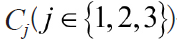 C_j(j ∈ {1,2,3})